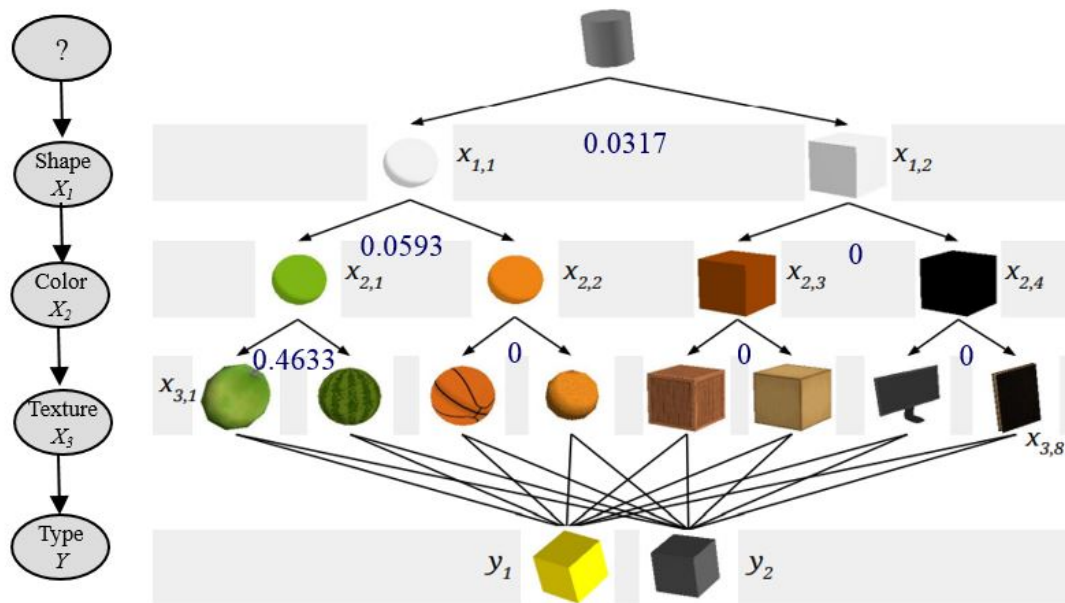 ?
Shape
X1
x1,1
0.0317
x1,2
Color
X2
0.0593
x2,1
x2,2
x2,3
0
x2,4
Texture
X3
x3,1
0.4633
0
0
0
x3,8
Type
Y
y1
y2